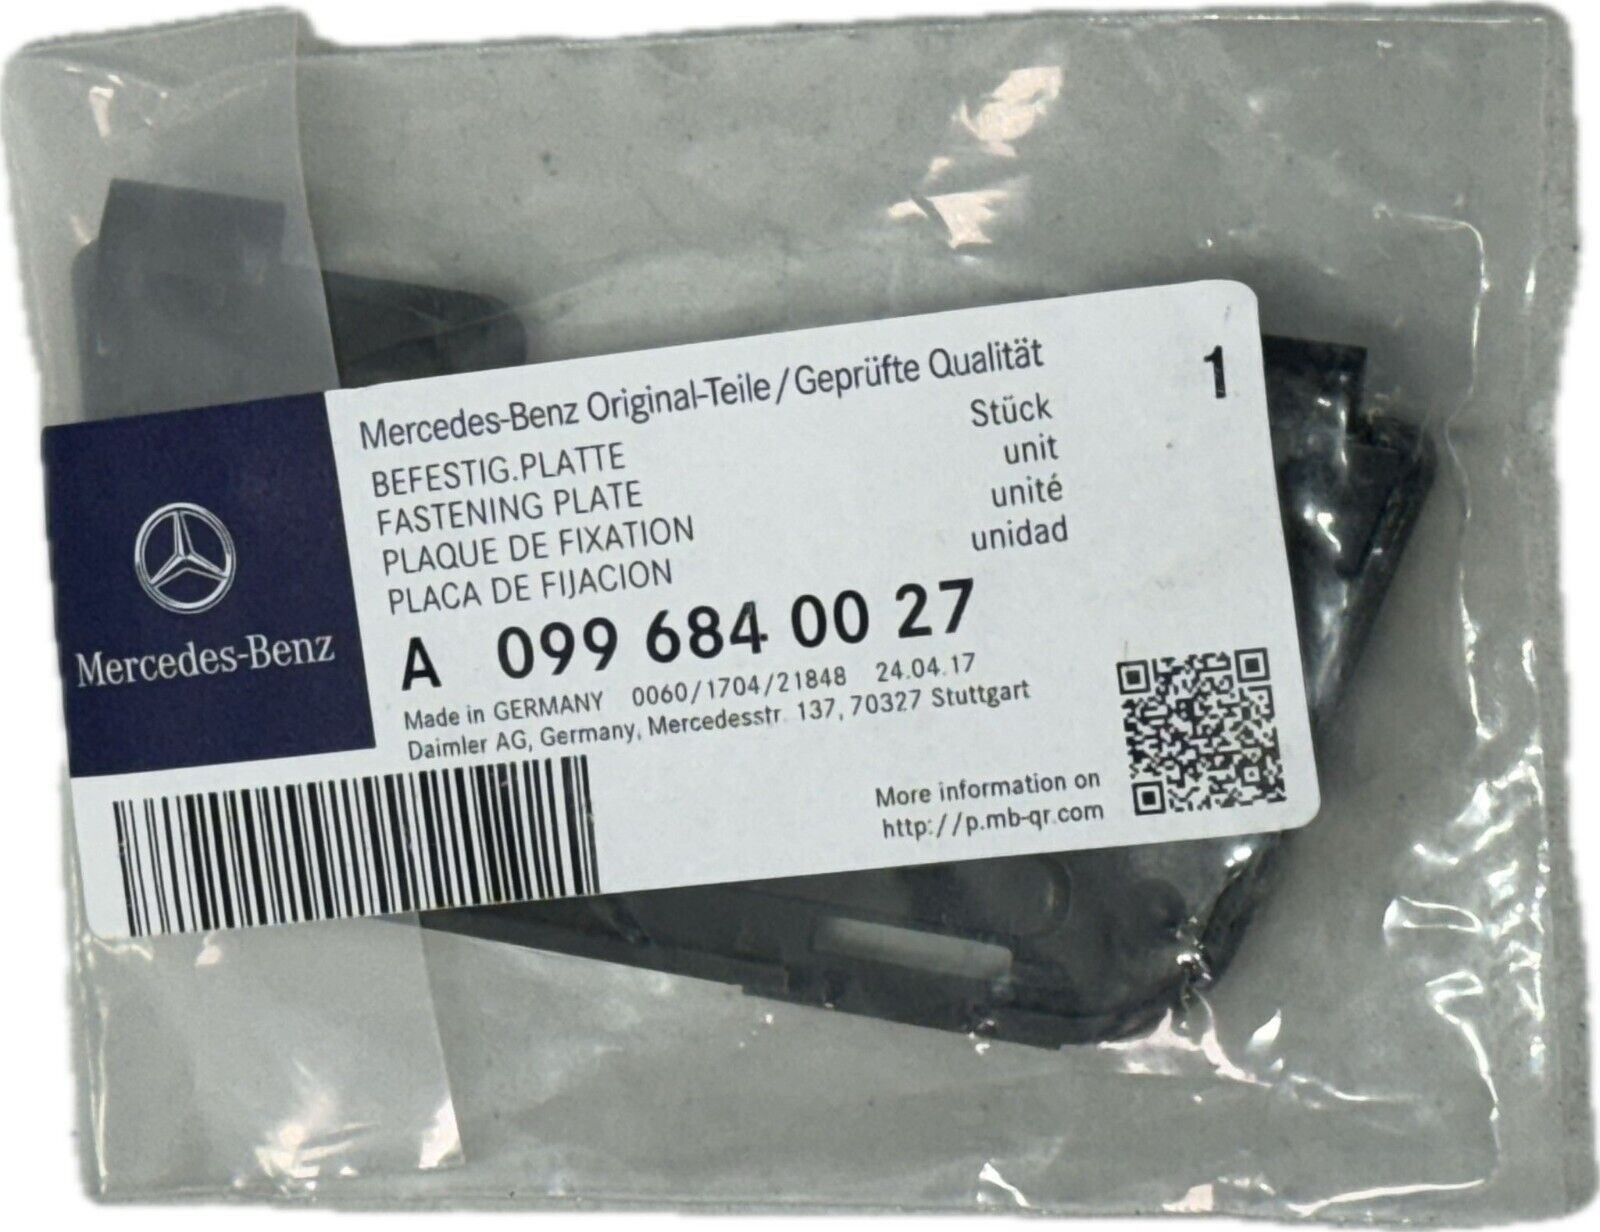 Mercedes-Benz
Mercedes-Benz Original-Teile/Geprüfte Qualität
BEFESTIG.PLATTE
FASTENING PLATE
PLAQUE DE FIXATION
PLACA DE FIJACION
Stück
unit
unité
unidad
1
A 099 684 00 27
Made in GERMANY 0060/1704/21848 24.04.17
Daimler AG, Germany, Mercedesstr. 137, 70327 Stuttgart
More information on
http://p.mb-qr.com